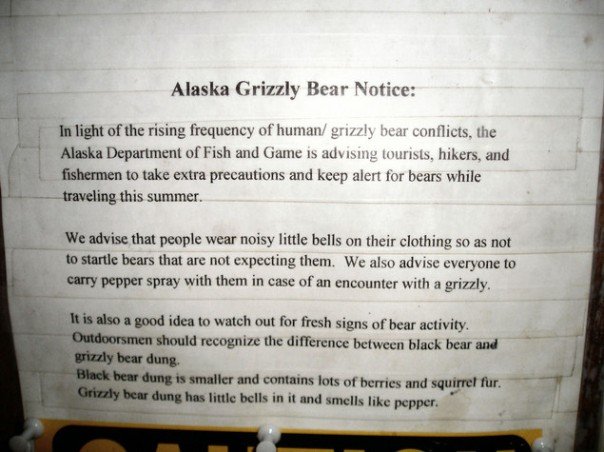 Alaska Grizzly Bear Notice:
In light of the rising frequency of human/ grizzly bear conflicts, the
Alaska Department of Fish and Game is advising tourists, hikers, and
fishermen to take extra precautions and keep alert for bears while
traveling this summer.
We advise that people wear noisy little bells on their clothing so as not
to startle bears that are not expecting them. We also advise everyone to
carry pepper spray with them in case of an encounter with a grizzly.
It is also a good idea to watch out for fresh signs of bear activity.
Outdoorsmen should recognize the difference between black bear and
grizzly bear dung.
Black bear dung is smaller and contains lots of berries and squirrel fur.
Grizzly bear dung has little bells in it and smells like pepper.
CAUTION